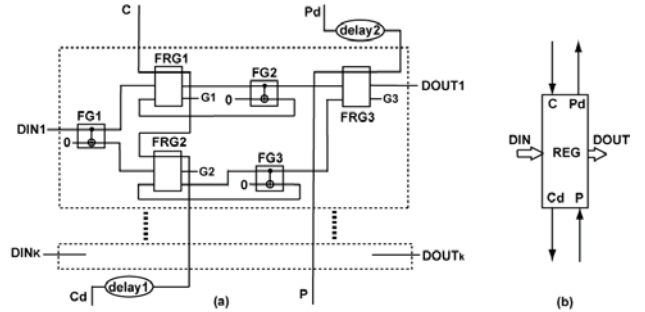 C
Pd
delay2
FRG1
FG2
G1
0
DOUT1
G3
FRG3
FG1
DIN1
0
FRG2
G2
FG3
0
DINK
DOUTk
delay1
Cd
(a)
P
C Pd
DIN
REG
DOUT
Cd P
(b)